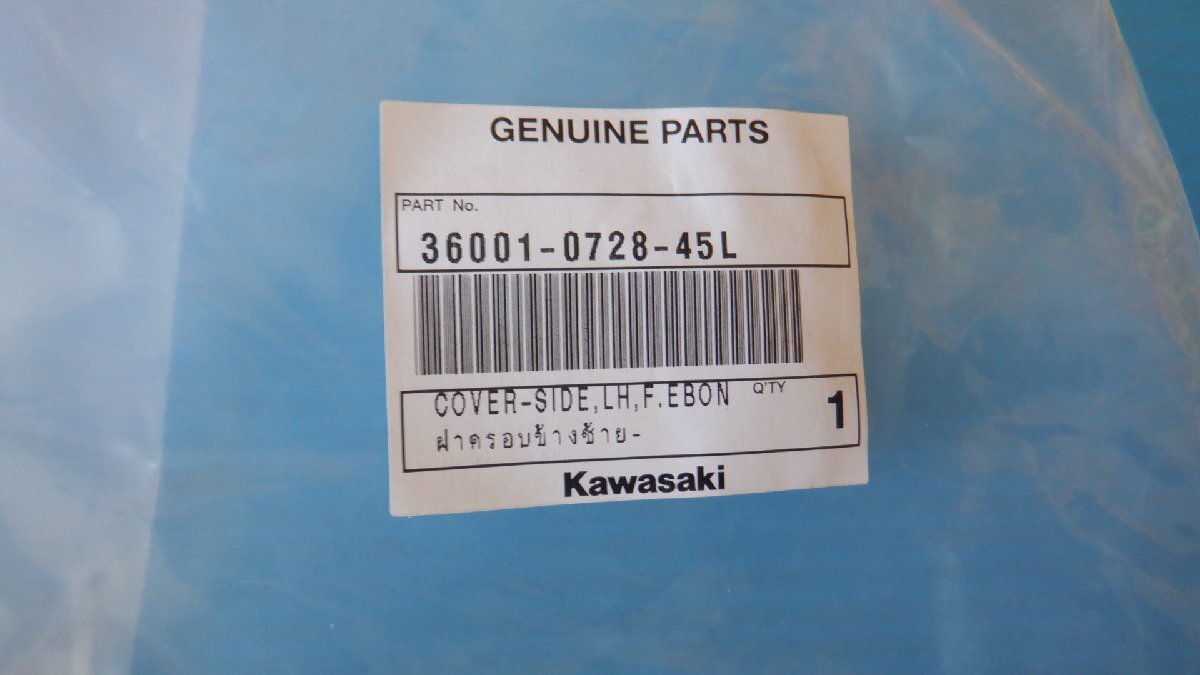 GENUINE PARTS
PART No.
36001-0728-45L
COVER-SIDE,LH,F.EBON Q'TY 1
ฝาครอบข้างซ้าย-
Kawasaki